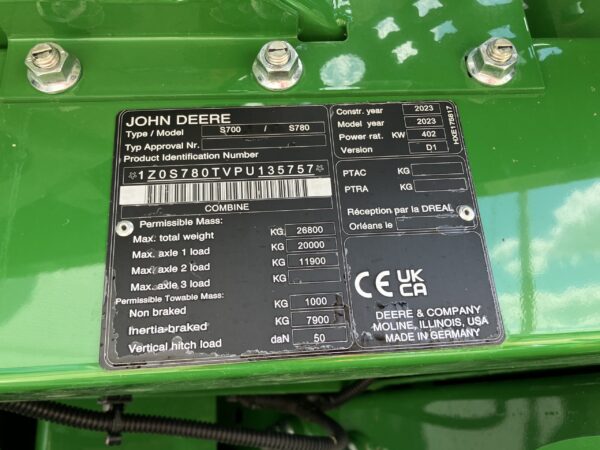 JOHN DEERE
Type / Model S700 / S780
Typ Approval Nr.
Product Identification Number
*1Z0S780TVPU135757*
COMBINE
Permissible Mass:
Max. total weight KG 26800
Max. axle 1 load KG 20000
Max. axle 2 load KG 11900
Max. axle 3 load KG
Permissible Towable Mass:
Non braked KG 1000
Inertia-braked KG 7900
Vertical hitch load daN 50
Constr. year 2023
Model year 2023
Power rat. KW 402
Version D1
PTAC KG
PTRA KG
Réception par la DREAL
Orléans le
CE UK
CA
DEERE & COMPANY
MOLINE, ILLINOIS, USA
MADE IN GERMANY